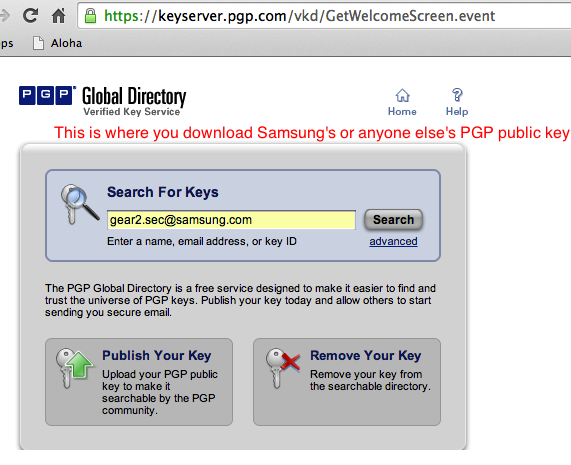 https://keyserver.pgp.com/vkd/GetWelcomeScreen.event
ps Aloha
PGP Global Directory
Verified Key Service
Home Help
This is where you download Samsung's or anyone else's PGP public key
Search For Keys
gear2.sec@samsung.com Search
Enter a name, email address, or key ID advanced
The PGP Global Directory is a free service designed to make it easier to find and
trust the universe of PGP keys. Publish your key today and allow others to start
sending you secure email.
Publish Your Key
Upload your PGP public
key to make it
searchable by the PGP
community.
Remove Your Key
Remove your key from
the searchable directory.